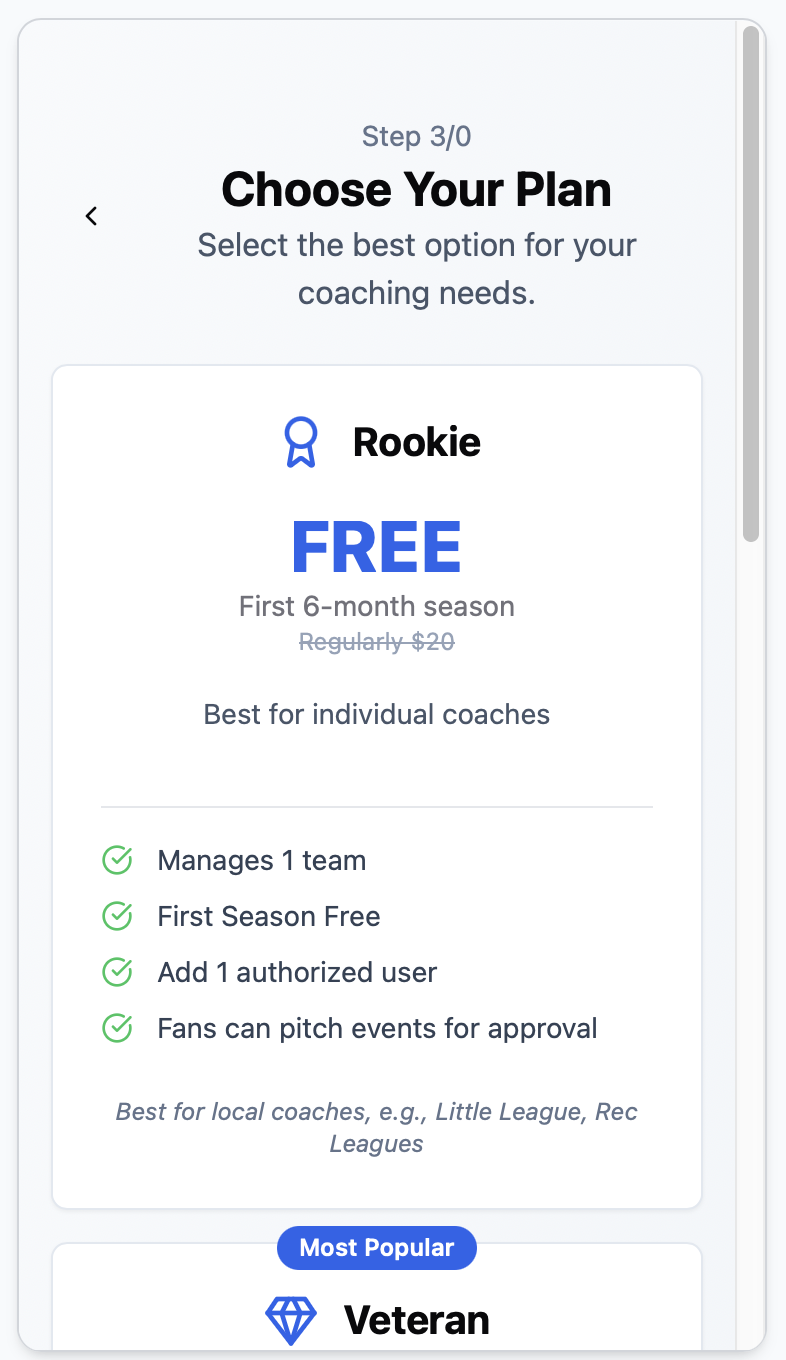 Step 3/0
Choose Your Plan
Select the best option for your
coaching needs.
Rookie
FREE
First 6-month season
Regularly $20
Best for individual coaches
Manages 1 team
First Season Free
Add 1 authorized user
Fans can pitch events for approval
Best for local coaches, e.g., Little League, Rec
Leagues
Most Popular
Veteran